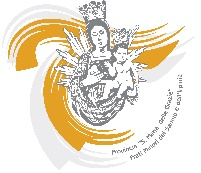 Provincia "S. Maria delle Grazie"
Frati Minori del Sannio e dell'Irpinia